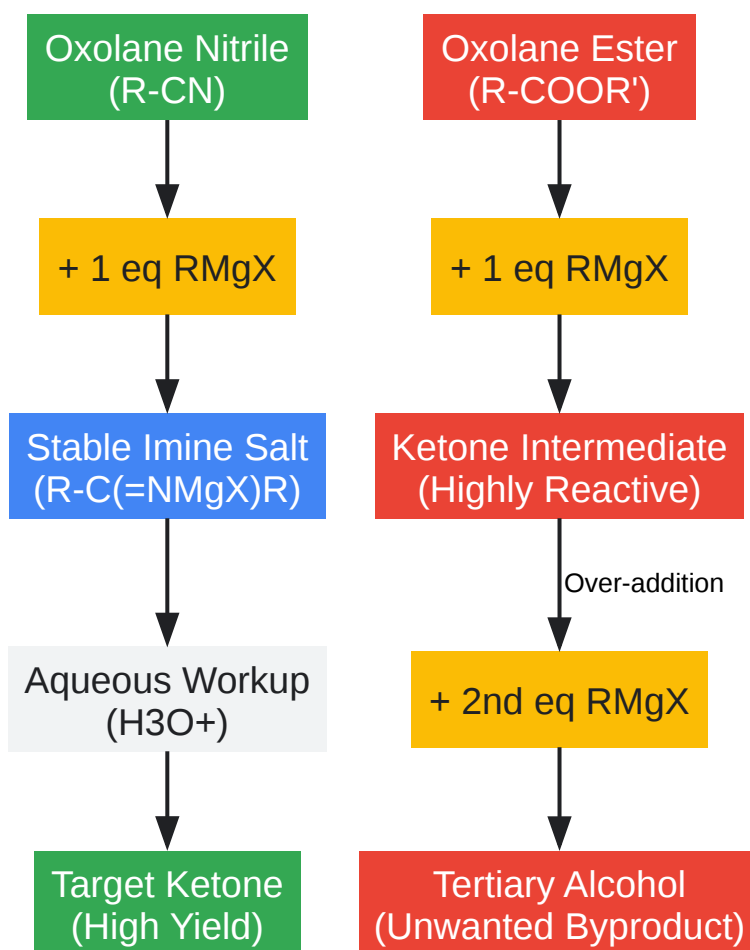 Oxolane Nitrile
(R-CN)
+ 1 eq RMgX
Stable Imine Salt
(R-C(=NMgX)R)
Aqueous Workup
(H3O+)
Target Ketone
(High Yield)
Oxolane Ester
(R-COOR')
+ 1 eq RMgX
Ketone Intermediate
(Highly Reactive)
Over-addition
+ 2nd eq RMgX
Tertiary Alcohol
(Unwanted Byproduct)